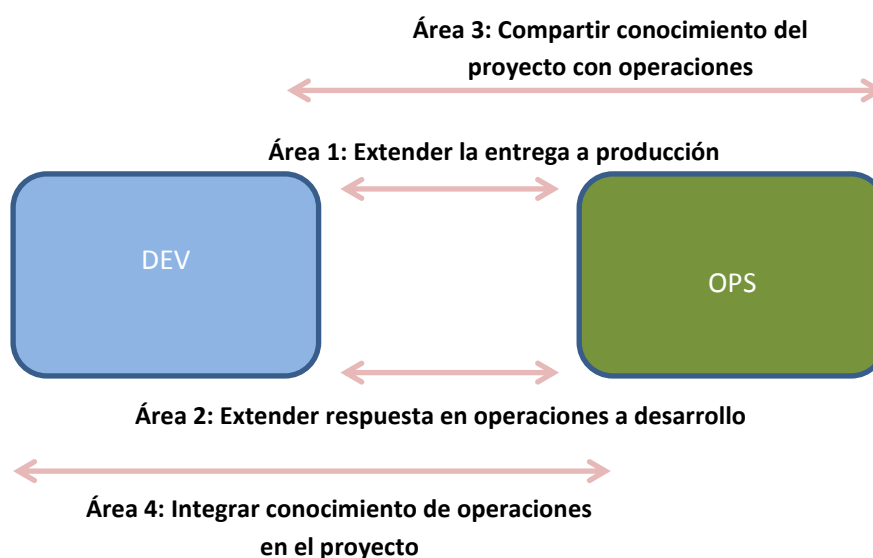 Área 3: Compartir conocimiento del
proyecto con operaciones
Área 1: Extender la entrega a producción
DEV
OPS
Área 2: Extender respuesta en operaciones a desarrollo
Área 4: Integrar conocimiento de operaciones
en el proyecto